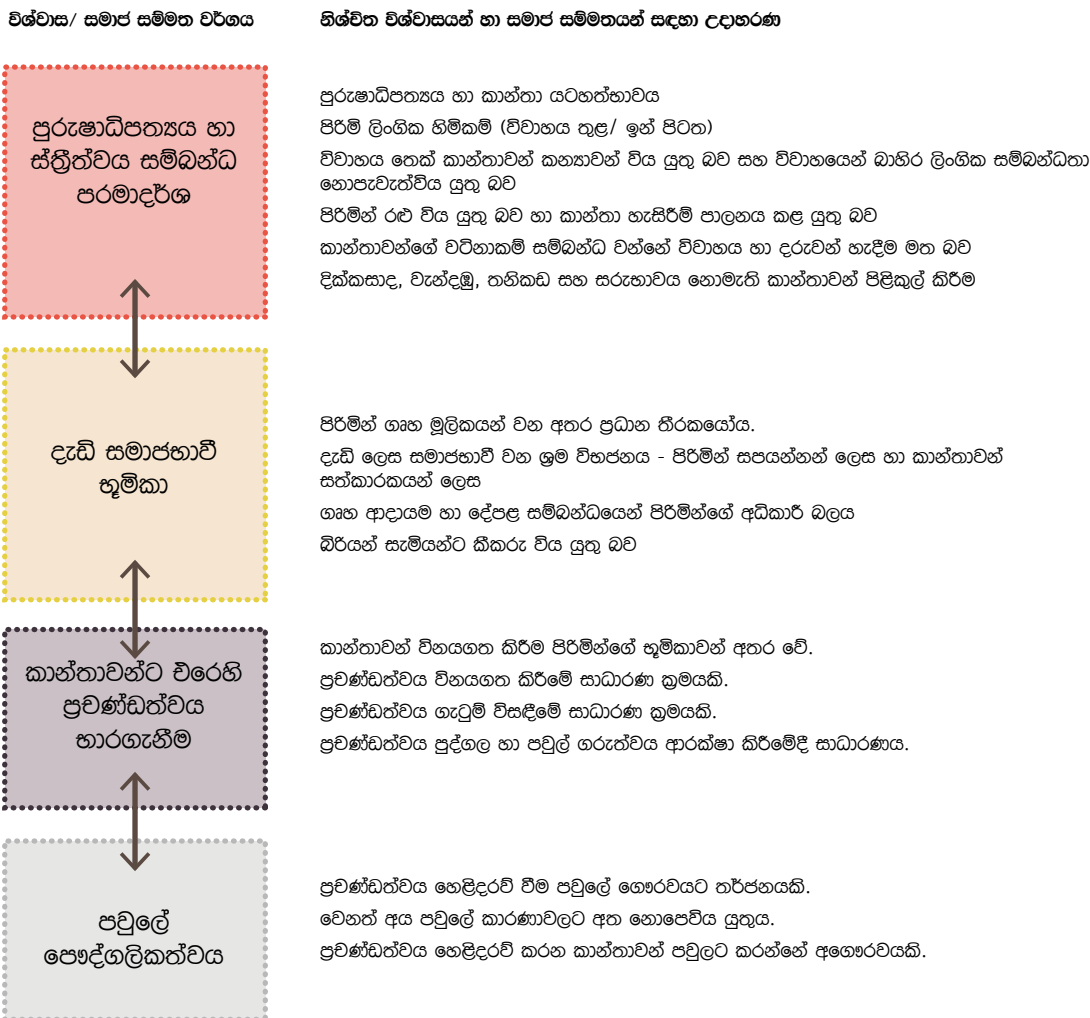 විශ්වාස/ සමාජ සම්මත වර්ගය
නිශ්චිත විශ්වාසයන් හා සමාජ සම්මතයන් සඳහා උදාහරණ
පුරුෂාධිපත්‍යය හා
ස්ත්‍රීත්වය සම්බන්ධ
පරමාදර්ශ
පුරුෂාධිපත්‍යය හා කාන්තා යටහත්භාවය
පිරිමි ලිංගික හිමිකම් (විවාහය තුළ/ ඉන් පිටත)
විවාහය තෙක් කාන්තාවන් කන්‍යාවන් විය යුතු බව සහ විවාහයෙන් බාහිර ලිංගික සම්බන්ධතා
නොපැවැත්විය යුතු බව
පිරිමින් රළු විය යුතු බව හා කාන්තා හැසිරීම් පාලනය කළ යුතු බව
කාන්තාවන්ගේ වටිනාකම් සම්බන්ධ වන්නේ විවාහය හා දරුවන් හැදීම මත බව
දික්කසාද, වැන්දඹු, තනිකඩ සහ සරුභාවය නොමැති කාන්තාවන් පිළිකුල් කිරීම
දැඩි සමාජභාවී
භූමිකා
පිරිමින් ගෘහ මූලිකයන් වන අතර ප්‍රධාන තීරකයෝය.
දැඩි ලෙස සමාජභාවී වන ශ්‍රම විභජනය - පිරිමින් සපයන්නන් ලෙස හා කාන්තාවන්
සත්කාරකයන් ලෙස
ගෘහ ආදායම හා දේපළ සම්බන්ධයෙන් පිරිමින්ගේ අධිකාරී බලය
බිරියන් සැමියන්ට කීකරු විය යුතු බව
කාන්තාවන්ට එරෙහි
ප්‍රචණ්ඩත්වය
භාරගැනීම
කාන්තාවන් විනයගත කිරීම පිරිමින්ගේ භූමිකාවන් අතර වේ.
ප්‍රචණ්ඩත්වය විනයගත කිරීමේ සාධාරණ ක්‍රමයකි.
ප්‍රචණ්ඩත්වය ගැටුම් විසඳීමේ සාධාරණ ක්‍රමයකි.
ප්‍රචණ්ඩත්වය පුද්ගල හා පවුල් ගරුත්වය ආරක්ෂා කිරීමේදී සාධාරණය.
පවුලේ
පෞද්ගලිකත්වය
ප්‍රචණ්ඩත්වය හෙළිදරව් වීම පවුලේ ගෞරවයට තර්ජනයකි.
වෙනත් අය පවුලේ කාරණාවලට අත නොපෙවිය යුතුය.
ප්‍රචණ්ඩත්වය හෙළිදරව් කරන කාන්තාවන් පවුලට කරන්නේ අගෞරවයකි.